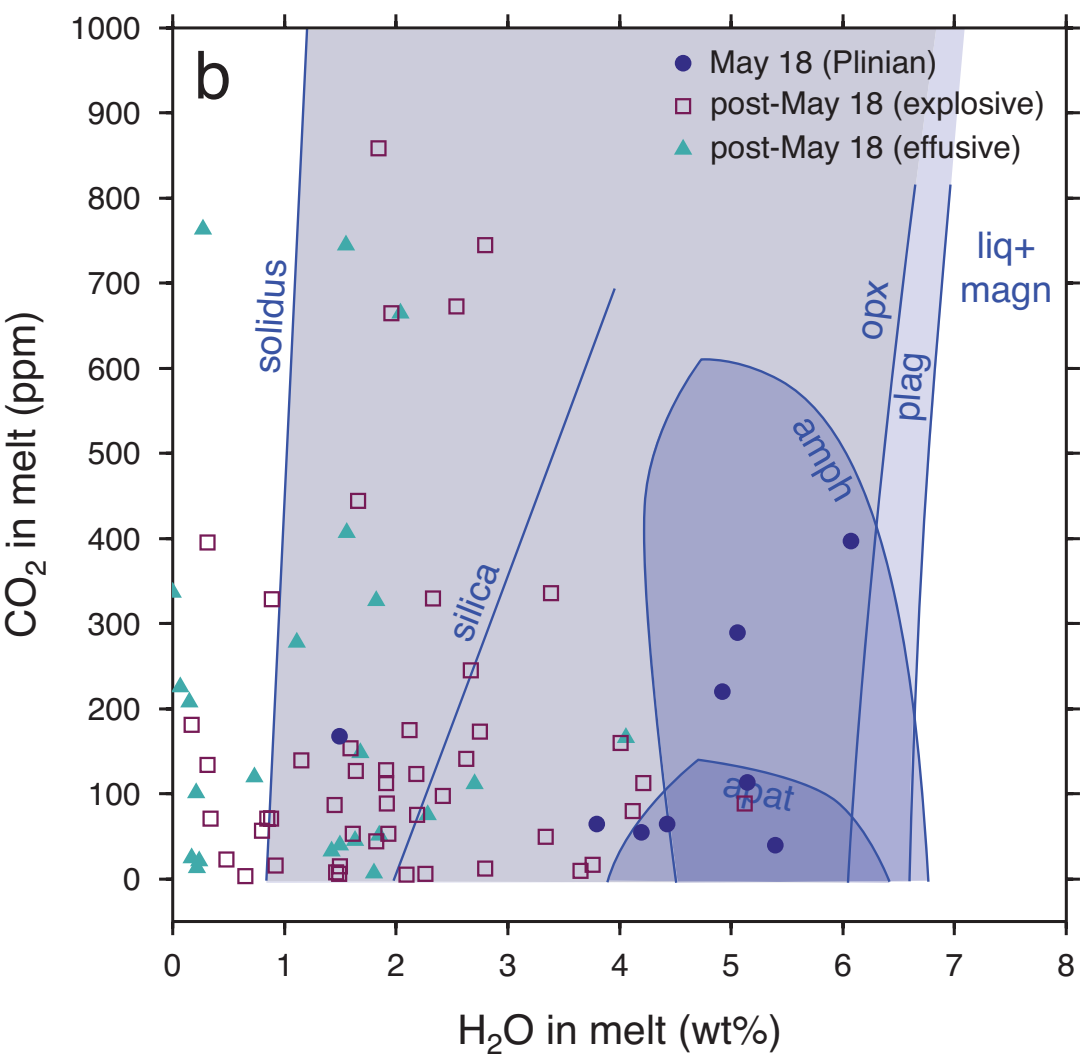 b
May 18 (Plinian)
post-May 18 (explosive)
post-May 18 (effusive)
1000
900
800
700
600
500
400
300
200
100
0
CO₂ in melt (ppm)
solidus
silica
opx
plag
liq+
magn
amph
apat
0 1 2 3 4 5 6 7 8
H₂O in melt (wt%)